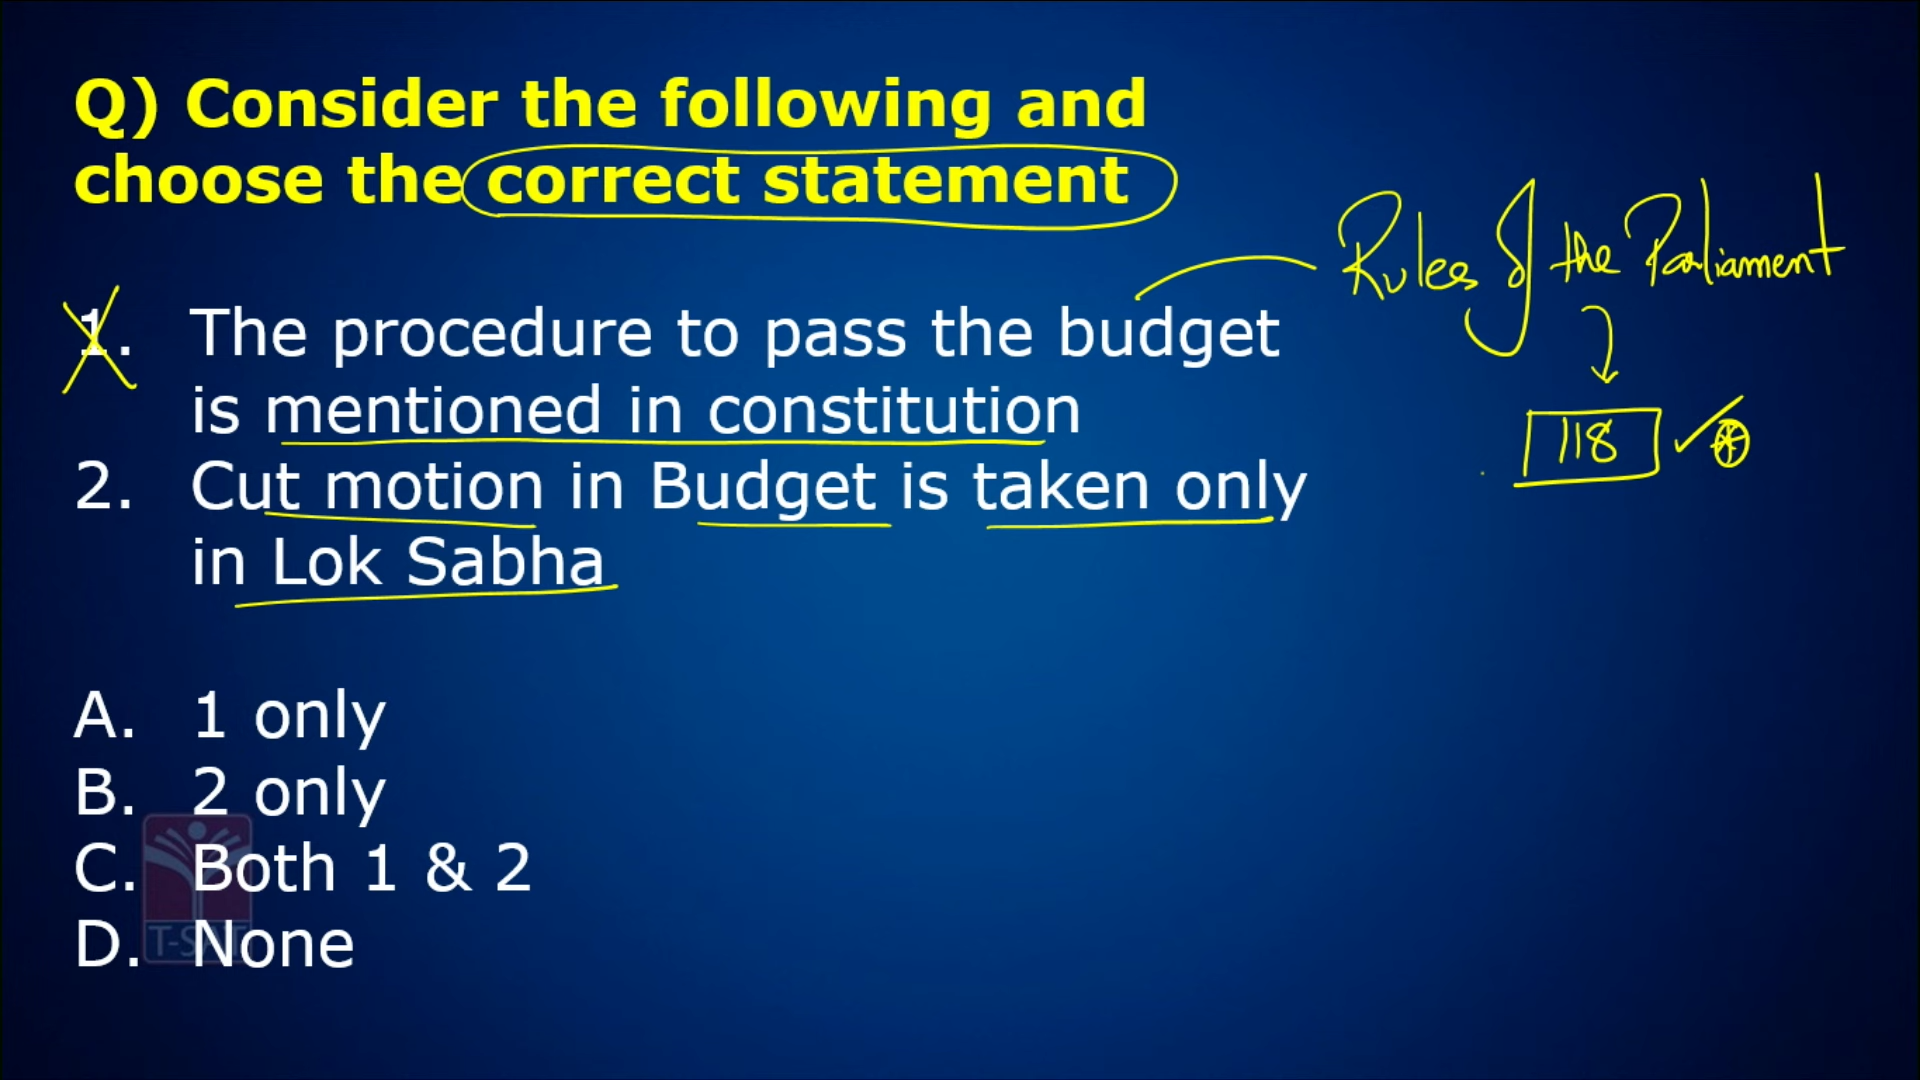 Q) Consider the following and
choose the correct statement
Rules of the Parliament
118
1. The procedure to pass the budget
is mentioned in constitution
2. Cut motion in Budget is taken only
in Lok Sabha
A. 1 only
B. 2 only
C. Both 1 & 2
D. None
T-SAT